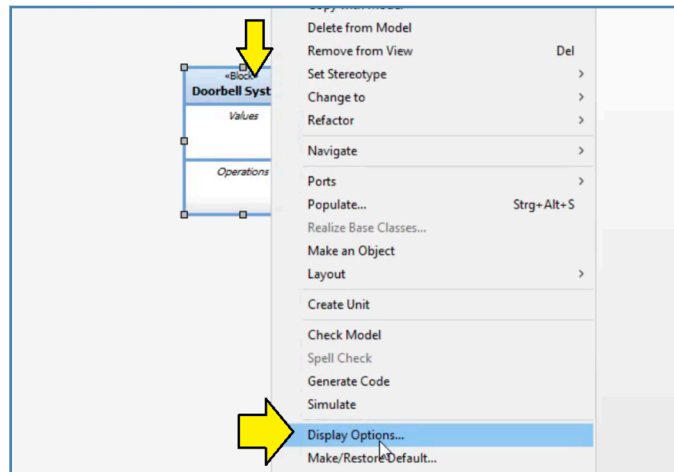 Delete from Model
Remove from View Del
«Block»
Set Stereotype >
Doorbell Syst
Change to >
Values
Refactor >
Navigate >
Operations
Ports >
Populate... Strg+Alt+S
Realize Base Classes...
Make an Object
Layout >
Create Unit
Check Model
Spell Check
Generate Code
Simulate
Display Options...
Make/Restore Default...